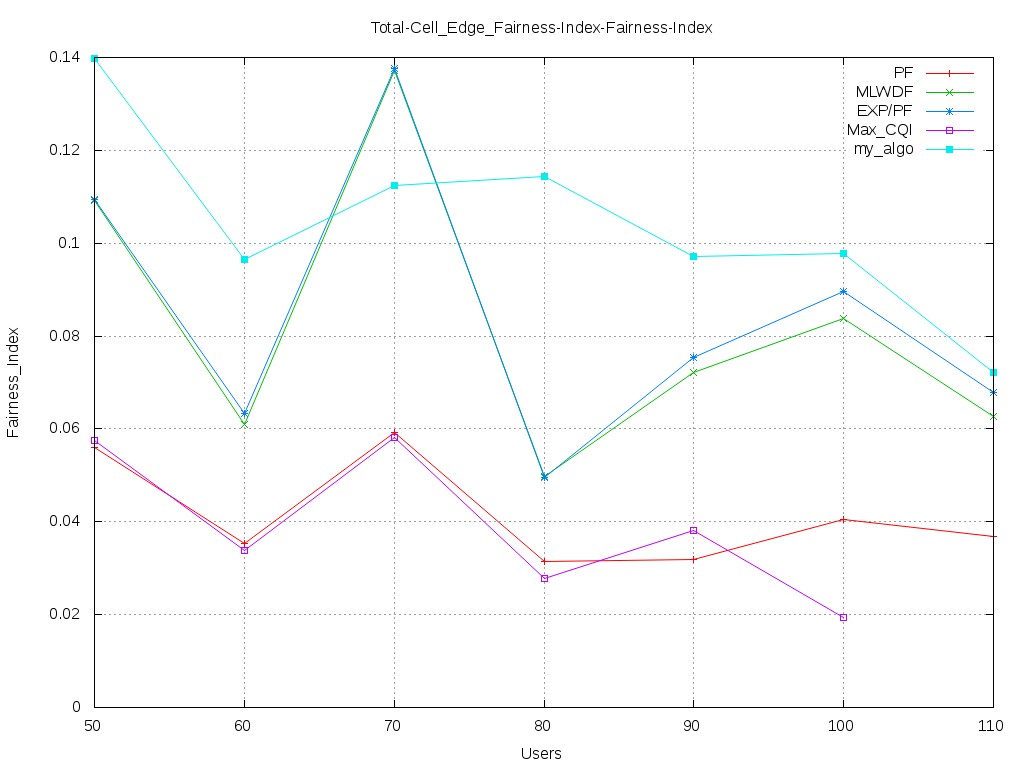 Total-Cell_Edge_Fairness-Index-Fairness-Index
0.14
0.12
0.1
0.08
0.06
0.04
0.02
0
Fairness_Index
PF
MLWDF
EXP/PF
Max_CQI
my_algo
50 60 70 80 90 100 110
Users